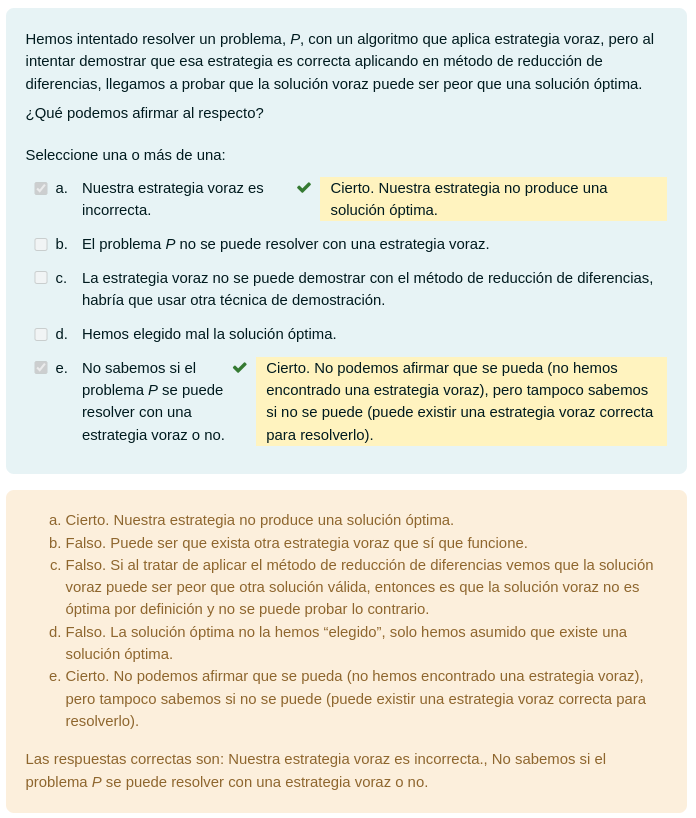 Hemos intentado resolver un problema, P, con un algoritmo que aplica estrategia voraz, pero al
intentar demostrar que esa estrategia es correcta aplicando en método de reducción de
diferencias, llegamos a probar que la solución voraz puede ser peor que una solución óptima.
¿Qué podemos afirmar al respecto?
Seleccione una o más de una:
a. Nuestra estrategia voraz es
incorrecta.
Cierto. Nuestra estrategia no produce una
solución óptima.
b. El problema P no se puede resolver con una estrategia voraz.
c. La estrategia voraz no se puede demostrar con el método de reducción de diferencias,
habría que usar otra técnica de demostración.
d. Hemos elegido mal la solución óptima.
e. No sabemos si el
problema P se puede
resolver con una
estrategia voraz o no.
Cierto. No podemos afirmar que se pueda (no hemos
encontrado una estrategia voraz), pero tampoco sabemos
si no se puede (puede existir una estrategia voraz correcta
para resolverlo).
a. Cierto. Nuestra estrategia no produce una solución óptima.
b. Falso. Puede ser que exista otra estrategia voraz que sí que funcione.
c. Falso. Si al tratar de aplicar el método de reducción de diferencias vemos que la solución
voraz puede ser peor que otra solución válida, entonces es que la solución voraz no es
óptima por definición y no se puede probar lo contrario.
d. Falso. La solución óptima no la hemos “elegido”, solo hemos asumido que existe una
solución óptima.
e. Cierto. No podemos afirmar que se pueda (no hemos encontrado una estrategia voraz),
pero tampoco sabemos si no se puede (puede existir una estrategia voraz correcta para
resolverlo).
Las respuestas correctas son: Nuestra estrategia voraz es incorrecta., No sabemos si el
problema P se puede resolver con una estrategia voraz o no.